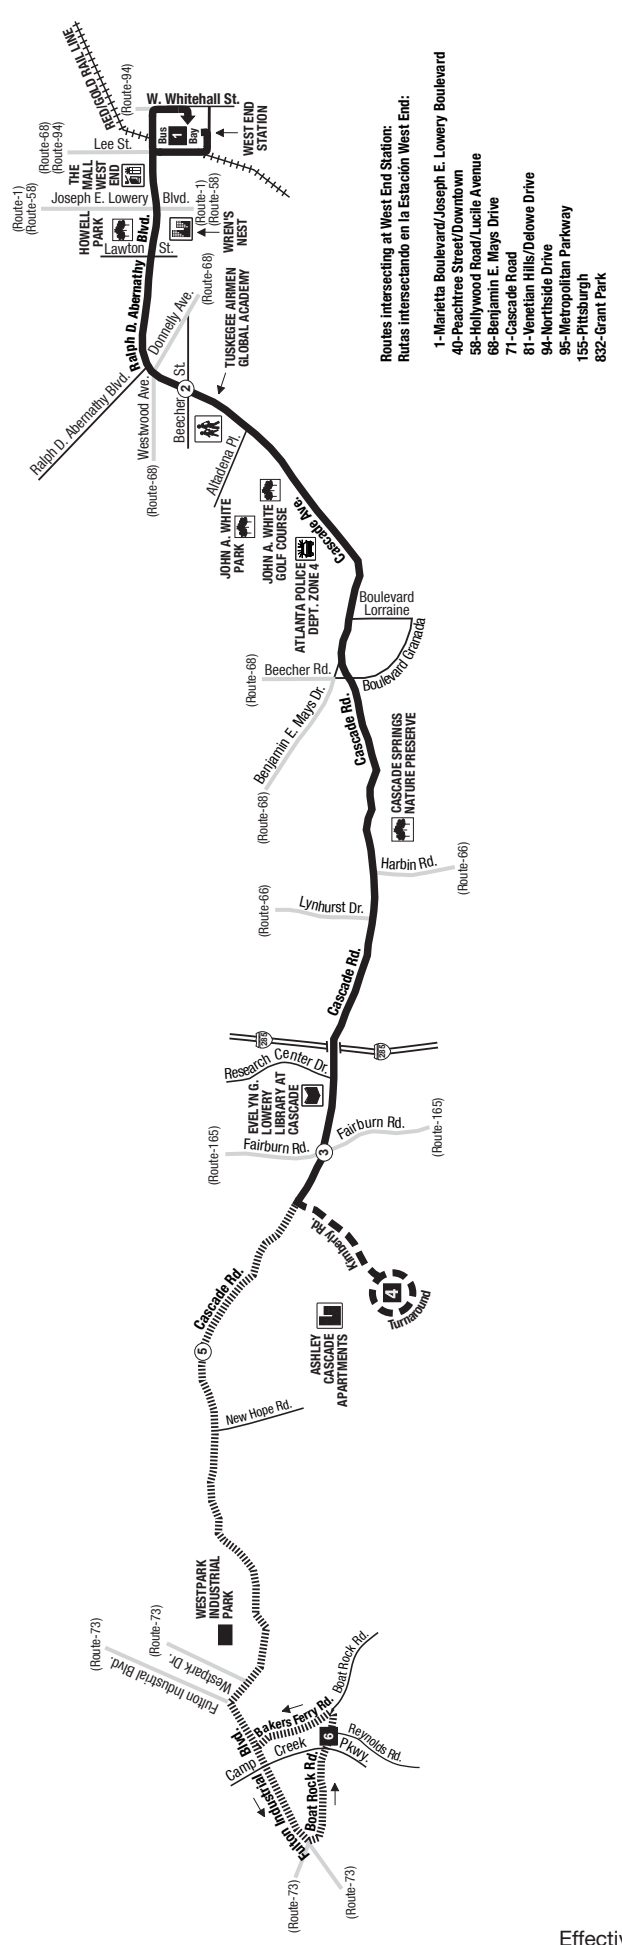 RED/GOLD RAIL LINE
(Route-94)
W. Whitehall St.
(Route-68)
(Route-94)
Lee St.
Bus
1
Bay
WEST END
STATION
THE
MALL
WEST
END
(Route-1)
(Route-58)
Joseph E. Lowery
Blvd.
(Route-1)
(Route-58)
HOWELL
PARK
WREN'S
NEST
Lawton
St.
Ralph D. Abernathy
Blvd.
Donnelly Ave.
(Route-68)
Ralph D. Abernathy Blvd.
Westwood Ave.
(Route-68)
Beecher
St.
2
TUSKEGEE AIRMEN
GLOBAL ACADEMY
Altadena Pl.
JOHN A. WHITE
PARK
JOHN A. WHITE
GOLF COURSE
Cascade Ave.
ATLANTA POLICE
DEPT. ZONE 4
Boulevard
Lorraine
Boulevard Granada
Beecher Rd.
(Route-68)
Benjamin E. Mays Dr.
(Route-68)
Cascade Rd.
CASCADE SPRINGS
NATURE PRESERVE
Harbin Rd.
(Route-66)
(Route-66)
Lynhurst Dr.
Cascade Rd.
285
285
Research Center Dr.
EVELYN G.
LOWERY
LIBRARY AT
CASCADE
(Route-165)
Fairburn Rd.
3
Fairburn Rd.
(Route-165)
Kimberly Rd.
4
Turnaround
ASHLEY
CASCADE
APARTMENTS
Cascade Rd.
5
New Hope Rd.
WESTPARK
INDUSTRIAL
PARK
(Route-73)
Westpark Dr.
(Route-73)
Fulton Industrial Blvd.
Fulton Industrial
Blvd.
Bakers Ferry Rd.
Boat Rock Rd.
6
Camp
Creek
Pkwy.
Reynolds Rd.
Boat Rock Rd.
(Route-73)
(Route-73)
Routes intersecting at West End Station:
Rutas intersectando en la Estación West End:
1-Marietta Boulevard/Joseph E. Lowery Boulevard
40-Peachtree Street/Downtown
58-Hollywood Road/Lucile Avenue
68-Benjamin E. Mays Drive
71-Cascade Road
81-Venetian Hills/Delowe Drive
94-Northside Drive
95-Metropolitan Parkway
155-Pittsburgh
832-Grant Park
Effectiv